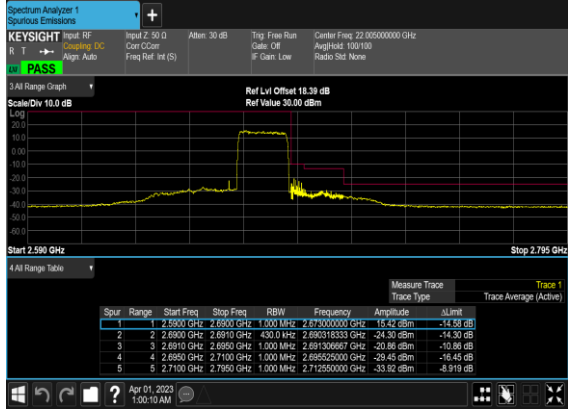 Spectrum Analyzer 1
Spurious Emissions
+
KEYSIGHT Input: RF Input Z: 50 Ω Atten: 30 dB Trig: Free Run Center Freq: 22.005000000 GHz
R T Coupling: DC Corr CCorr Gate: Off Avg|Hold: 100/100
Align: Auto Freq Ref: Int (S) IF Gain: Low Radio Std: None
PASS
3 All Range Graph
Ref Lvl Offset 18.39 dB
Scale/Div 10.0 dB Ref Value 30.00 dBm
Log
20.0
10.0
0.00
-10.0
-20.0
-30.0
-40.0
-50.0
-60.0
Start 2.590 GHz Stop 2.795 GHz
4 All Range Table
Measure Trace Trace 1
Trace Type Trace Average (Active)
Spur Range Start Freq Stop Freq RBW Frequency Amplitude ΔLimit
1 1 2.5900 GHz 2.6900 GHz 1.000 MHz 2.673000000 GHz 15.42 dBm -14.58 dB
2 2 2.6900 GHz 2.6910 GHz 430.0 kHz 2.690318333 GHz -24.30 dBm -14.30 dB
3 3 2.6910 GHz 2.6950 GHz 1.000 MHz 2.691306667 GHz -20.86 dBm -10.86 dB
4 4 2.6950 GHz 2.7100 GHz 1.000 MHz 2.695525000 GHz -29.45 dBm -16.45 dB
5 5 2.7100 GHz 2.7950 GHz 1.000 MHz 2.712550000 GHz -33.92 dBm -8.919 dB
?
Apr 01, 2023
1:00:10 AM